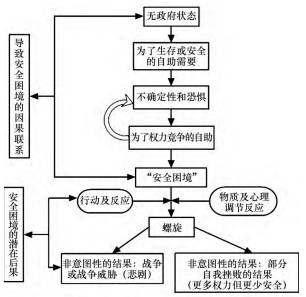 无政府状态
为了生存或安全
的自助需要
不确定性和恐惧
为了权力竞争的自助
“安全困境”
导致安全困境的因果联系
行动及反应
物质及心理
调节反应
螺旋
安全困境的潜在后果
非意图性的结果：战争
或战争威胁（悲剧）
非意图性的结果：部分
自我挫败的结果
（更多权力但更少安全）